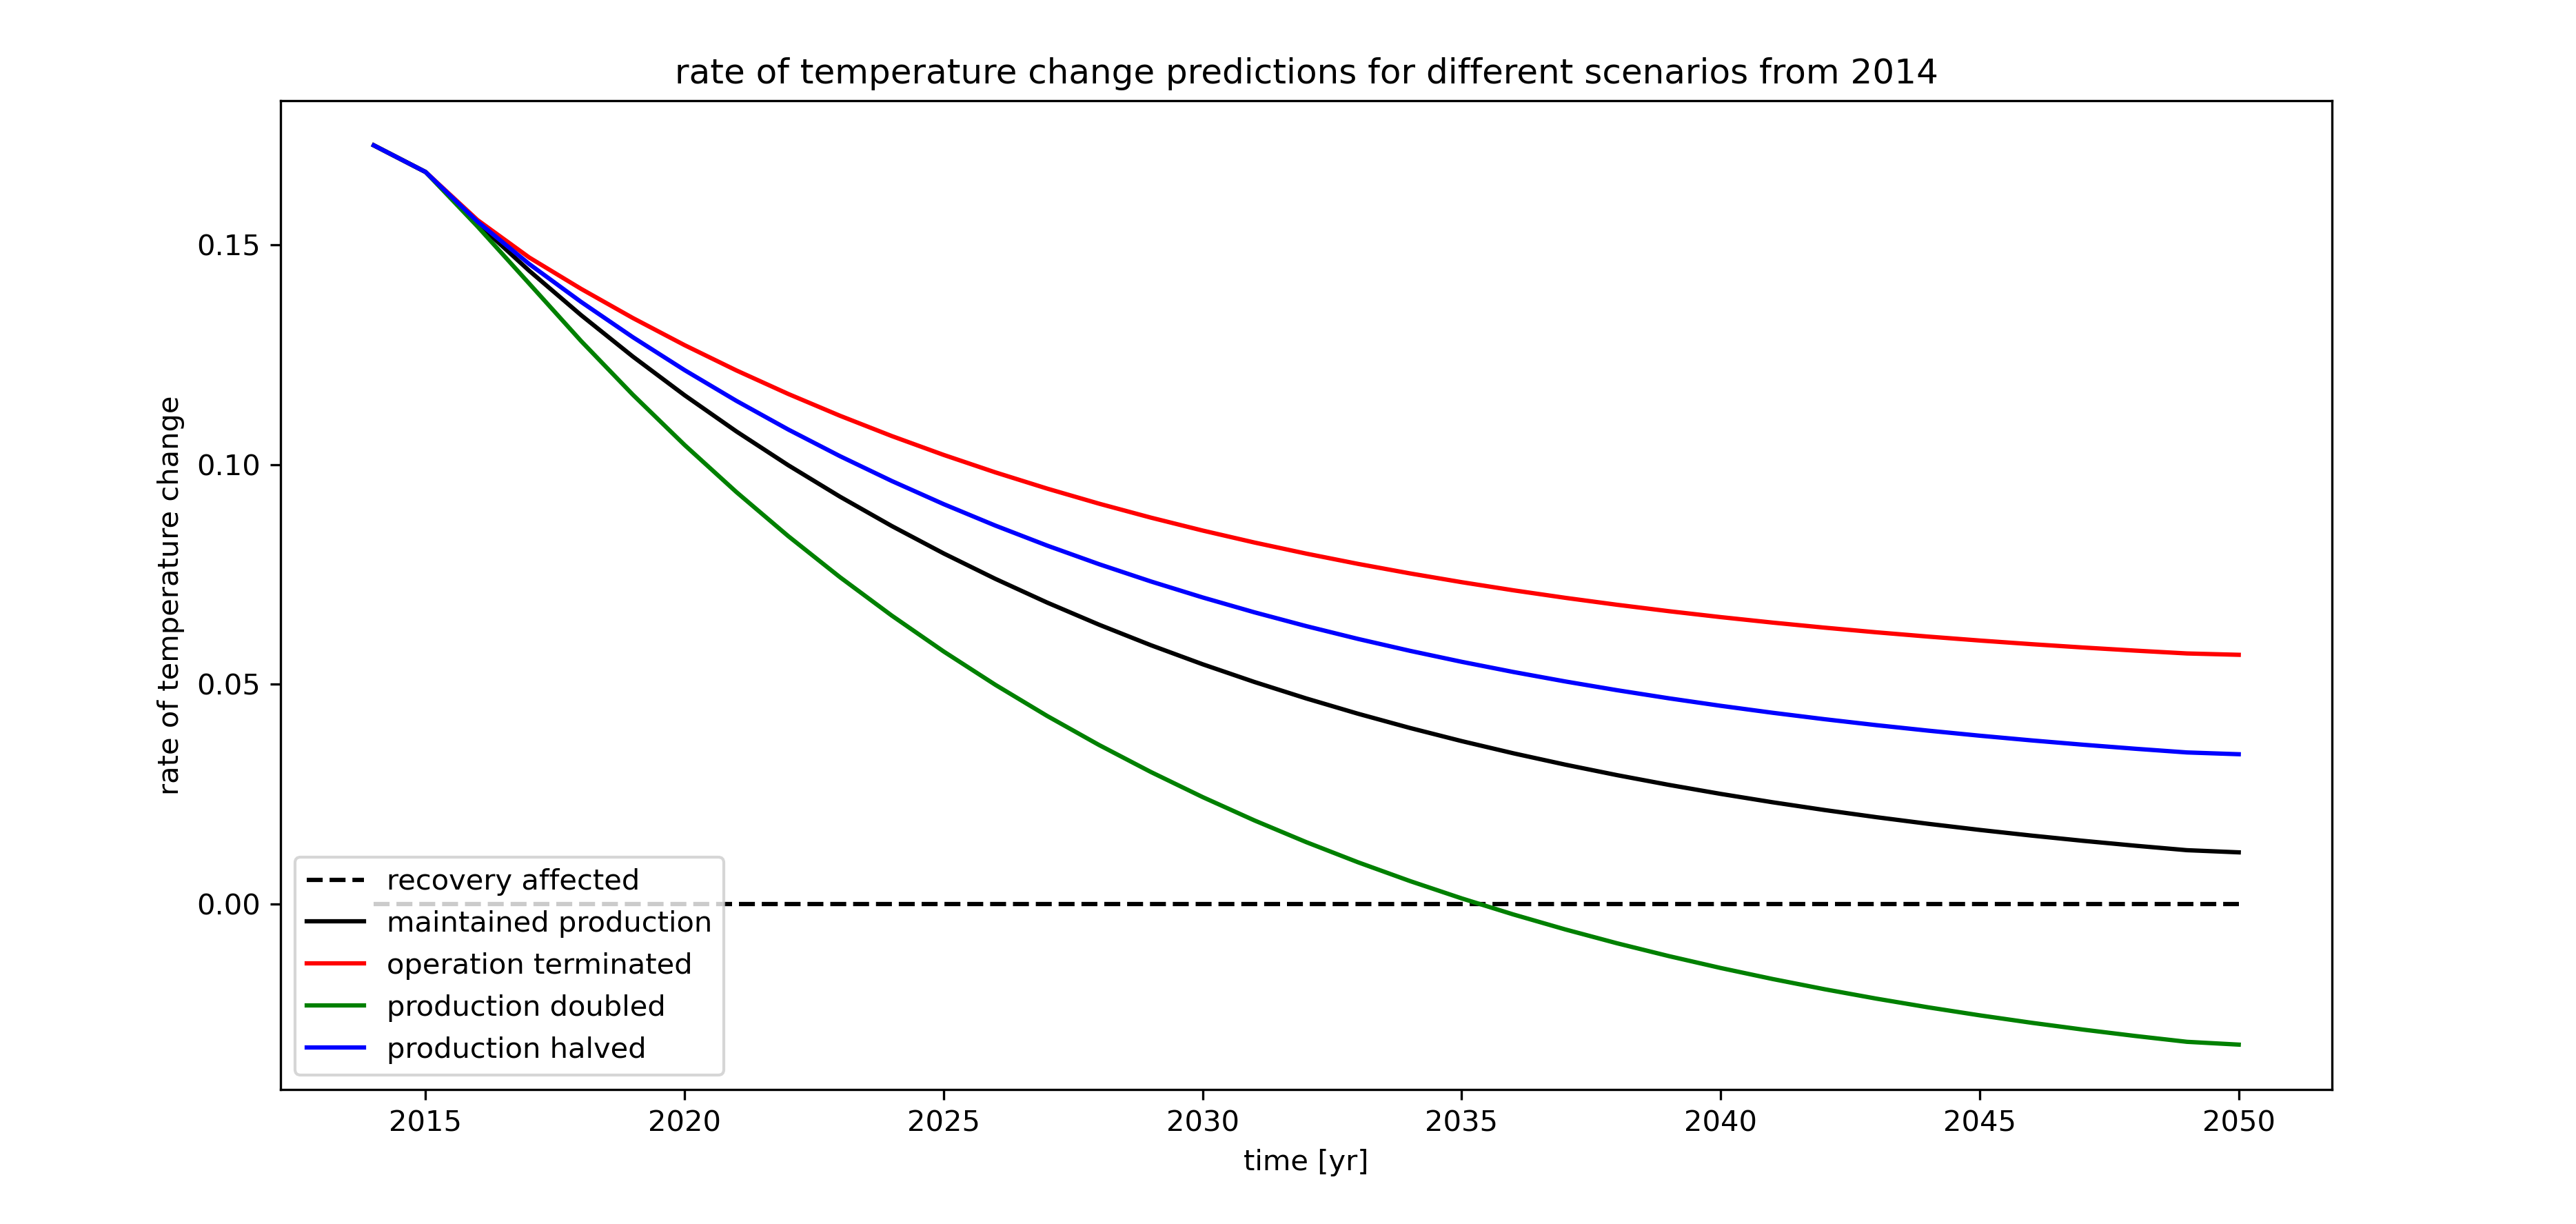 rate of temperature change predictions for different scenarios from 2014
rate of temperature change
0.15
0.10
0.05
0.00
recovery affected
maintained production
operation terminated
production doubled
production halved
2015 2020 2025 2030 2035 2040 2045 2050
time [yr]